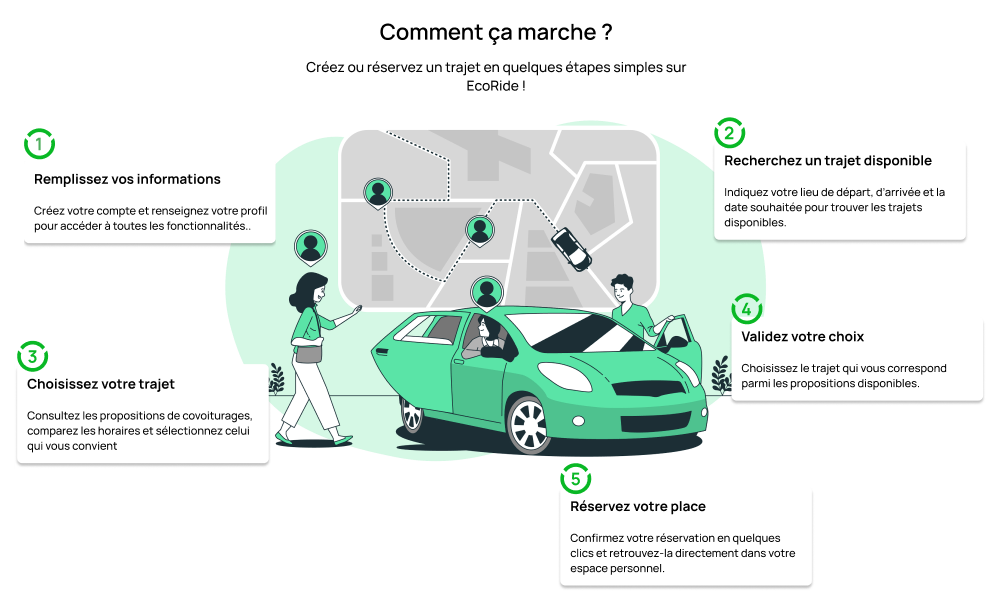 Comment ça marche ?
Créez ou réservez un trajet en quelques étapes simples sur
EcoRide !
1
Remplissez vos informations
Créez votre compte et renseignez votre profil
pour accéder à toutes les fonctionnalités..
2
Recherchez un trajet disponible
Indiquez votre lieu de départ, d'arrivée et la
date souhaitée pour trouver les trajets
disponibles.
3
Choisissez votre trajet
Consultez les propositions de covoiturages,
comparez les horaires et sélectionnez celui
qui vous convient
4
Validez votre choix
Choisissez le trajet qui vous correspond
parmi les propositions disponibles.
5
Réservez votre place
Confirmez votre réservation en quelques
clics et retrouvez-la directement dans votre
espace personnel.